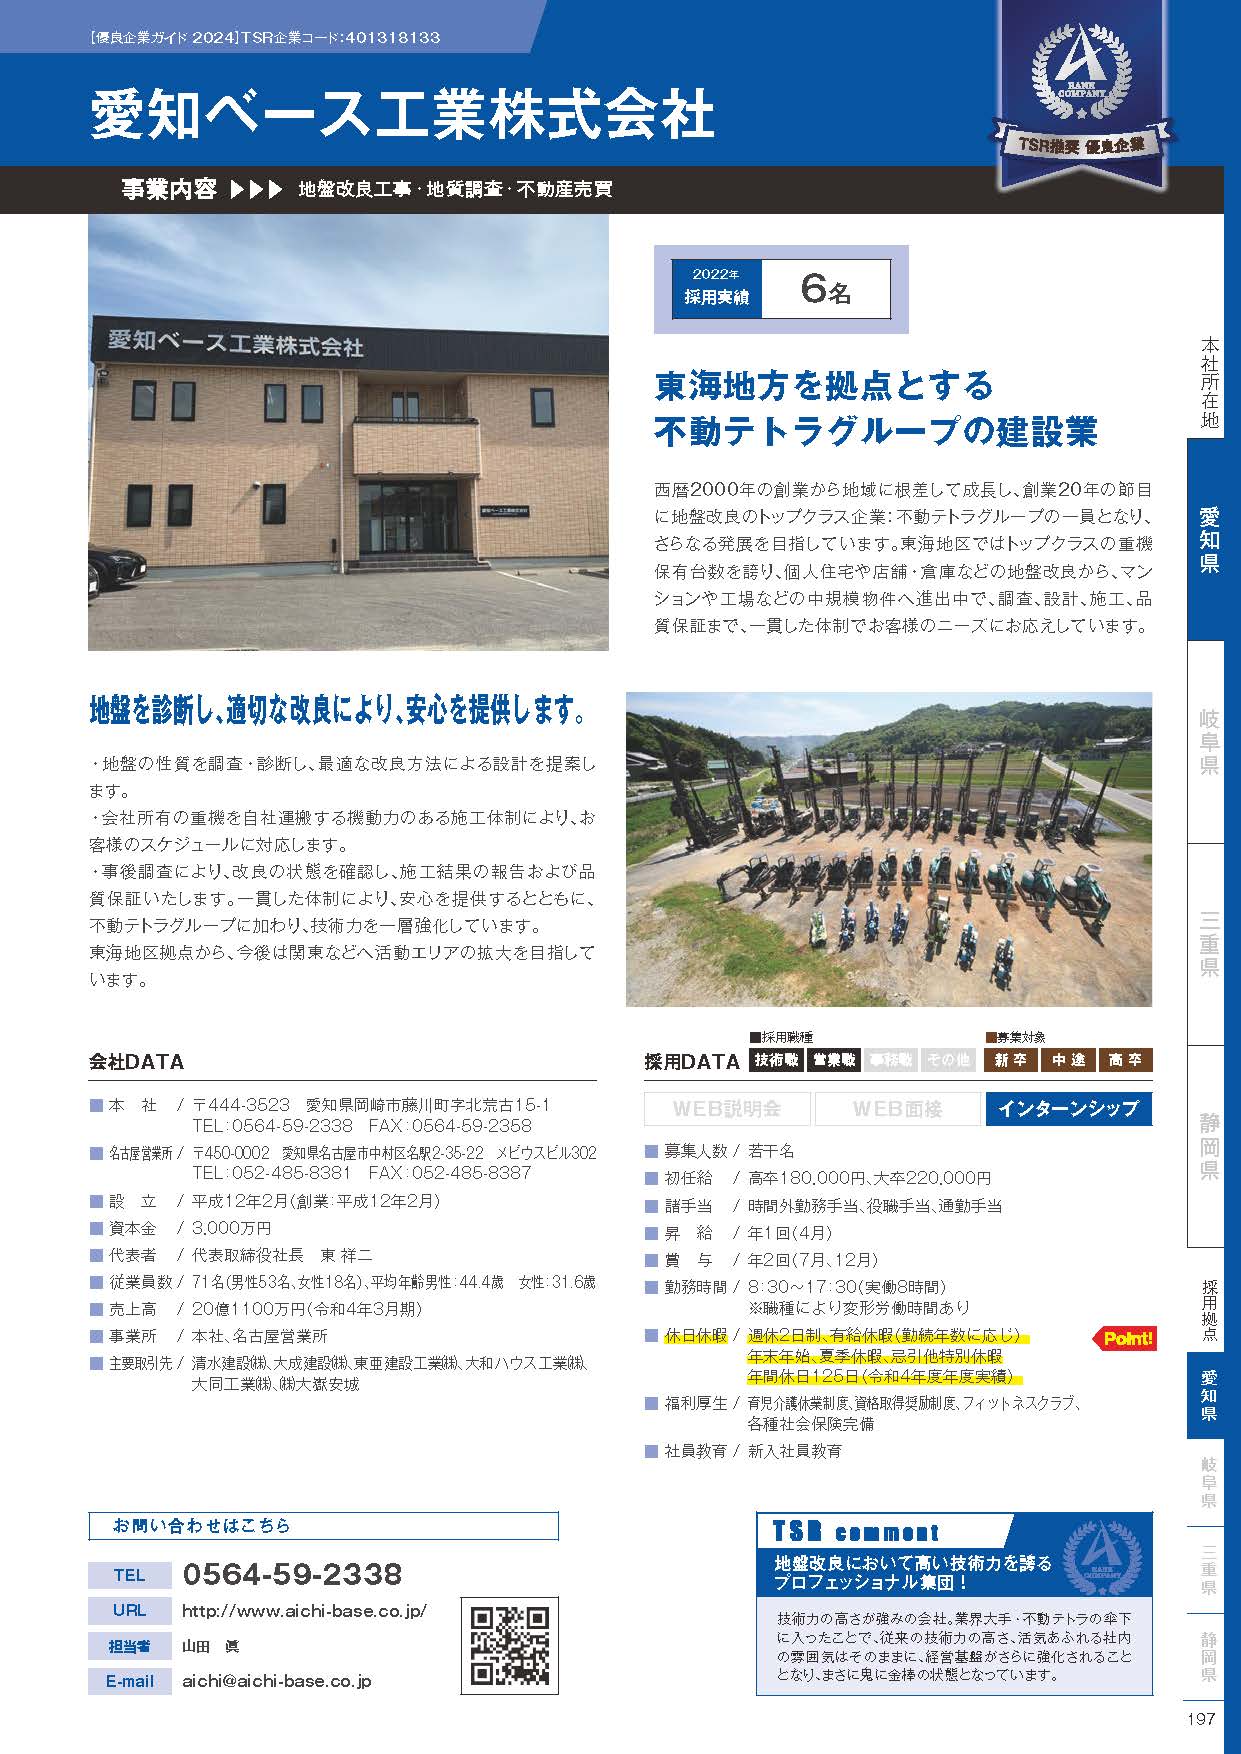 【優良企業ガイド 2024】TSR企業コード：401318133
愛知ベース工業株式会社
A
RANK
COMPANY
TSR推奨 優良企業
事業内容 ▶▶▶ 地盤改良工事・地質調査・不動産売買
愛知ベース工業株式会社
愛知ベース工業株式会社
2022年
採用実績
6名
東海地方を拠点とする
不動テトラグループの建設業
西暦2000年の創業から地域に根差して成長し、創業20年の節目
に地盤改良のトップクラス企業：不動テトラグループの一員となり、
さらなる発展を目指しています。東海地区ではトップクラスの重機
保有台数を誇り、個人住宅や店舗・倉庫などの地盤改良から、マン
ションや工場などの中規模物件へ進出中で、調査、設計、施工、品
質保証まで、一貫した体制でお客様のニーズにお応えしています。
地盤を診断し、適切な改良により、安心を提供します。
・地盤の性質を調査・診断し、最適な改良方法による設計を提案し
ます。
・会社所有の重機を自社運搬する機動力のある施工体制により、お
客様のスケジュールに対応します。
・事後調査により、改良の状態を確認し、施工結果の報告および品
質保証いたします。一貫した体制により、安心を提供するとともに、
不動テトラグループに加わり、技術力を一層強化しています。
東海地区拠点から、今後は関東などへ活動エリアの拡大を目指して
います。
会社DATA
■ 本　社 / 〒444-3523　愛知県岡崎市藤川町字北荒古15-1
TEL：0564-59-2338　FAX：0564-59-2358
■ 名古屋営業所 / 〒450-0002　愛知県名古屋市中村区名駅2-35-22　メビウスビル302
TEL：052-485-8381　FAX：052-485-8387
■ 設　立 / 平成12年2月（創業：平成12年2月）
■ 資本金 / 3,000万円
■ 代表者 / 代表取締役社長　東 祥二
■ 従業員数 / 71名（男性53名、女性18名）、平均年齢男性：44.4歳　女性：31.6歳
■ 売上高 / 20億1100万円（令和4年3月期）
■ 事業所 / 本社、名古屋営業所
■ 主要取引先 / 清水建設㈱、大成建設㈱、東亜建設工業㈱、大和ハウス工業㈱、
大同工業㈱、㈱大嶽安城
■採用職種
■募集対象
採用DATA 技術職 営業職 事務職 その他 新卒 中途 高卒
WEB説明会 WEB面接 インターンシップ
■ 募集人数 / 若干名
■ 初任給 / 高卒180,000円、大卒220,000円
■ 諸手当 / 時間外勤務手当、役職手当、通勤手当
■ 昇　給 / 年1回（4月）
■ 賞　与 / 年2回（7月、12月）
■ 勤務時間 / 8：30〜17：30（実働8時間）
※職種により変形労働時間あり
■ 休日休暇 / 週休2日制、有給休暇（勤続年数に応じ）
Point!
年末年始、夏季休暇、忌引他特別休暇
年間休日125日（令和4年度年度実績）
■ 福利厚生 / 育児介護休業制度、資格取得奨励制度、フィットネスクラブ、
各種社会保険完備
■ 社員教育 / 新入社員教育
お問い合わせはこちら
TEL 0564-59-2338
URL http://www.aichi-base.co.jp/
担当者 山田　眞
E-mail aichi@aichi-base.co.jp
TSR comment
地盤改良において高い技術力を誇る
プロフェッショナル集団！
A
RANK
COMPANY
技術力の高さが強みの会社。業界大手・不動テトラの傘下
に入ったことで、従来の技術力の高さ、活気あふれる社内
の雰囲気はそのままに、経営基盤がさらに強化されること
となり、まさに鬼に金棒の状態となっています。
本社所在地
愛知県
岐阜県
三重県
静岡県
採用拠点
愛知県
岐阜県
三重県
静岡県
197